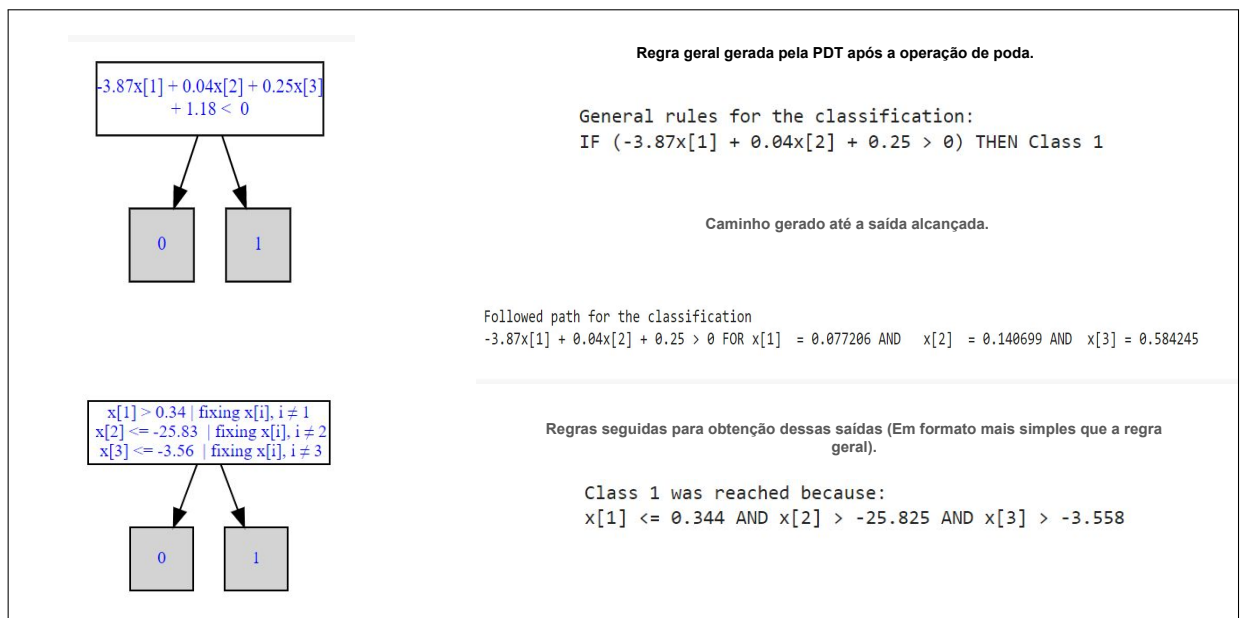 -3.87x[1] + 0.04x[2] + 0.25x[3]
+ 1.18 < 0
0
1
Regra geral gerada pela PDT após a operação de poda.
General rules for the classification:
IF (-3.87x[1] + 0.04x[2] + 0.25 > 0) THEN Class 1
Caminho gerado até a saída alcançada.
Followed path for the classification
-3.87x[1] + 0.04x[2] + 0.25 > 0 FOR x[1] = 0.077206 AND x[2] = 0.140699 AND x[3] = 0.584245
x[1] > 0.34 | fixing x[i], i ≠ 1
x[2] <= -25.83 | fixing x[i], i ≠ 2
x[3] <= -3.56 | fixing x[i], i ≠ 3
0
1
Regras seguidas para obtenção dessas saídas (Em formato mais simples que a regra
geral).
Class 1 was reached because:
x[1] <= 0.344 AND x[2] > -25.825 AND x[3] > -3.558